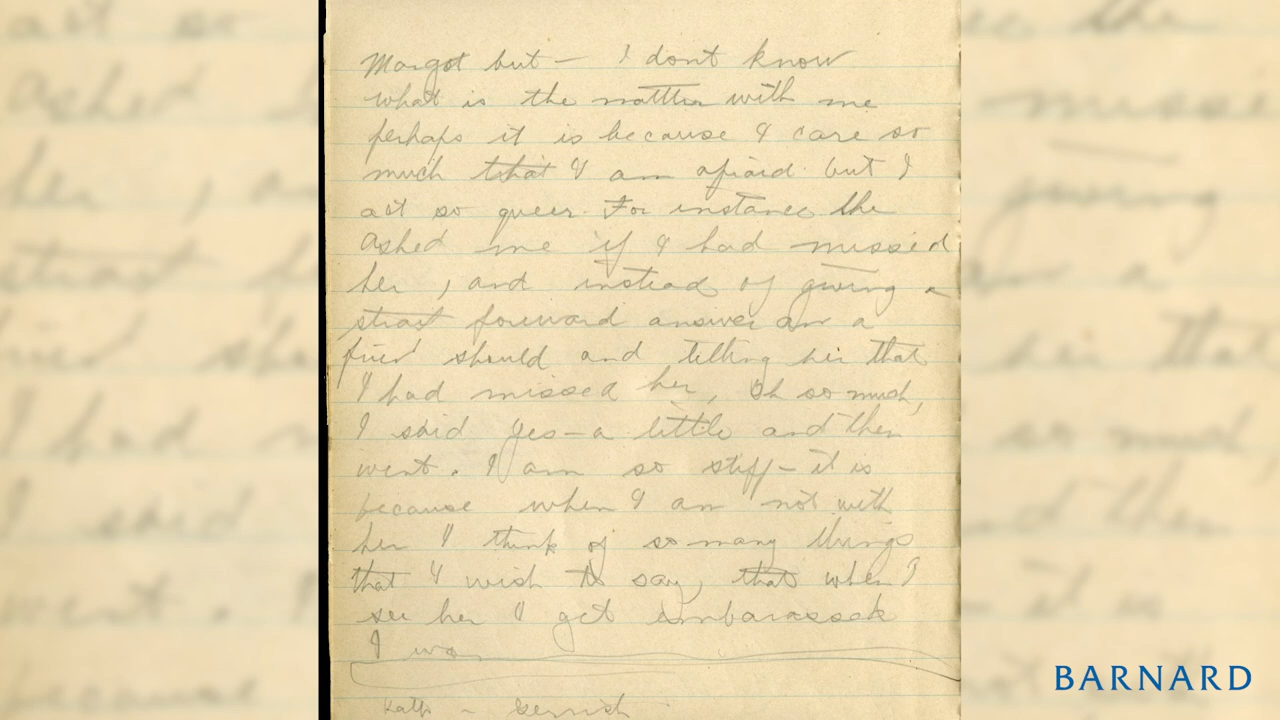 Margot but — I dont know
what is the matter with me
perhaps it is because I care so
much that I am afraid. but I
act so queer. For instance she
asked me if I had missed
her, and instead of giving a
strait forward answer as a
should and telling her that
I had missed her, Oh so much,
I said Yes—a little and then
went. I am so stiff—it is
because when I am not with
her I think of so many things
that I wish to say, that when I
see her I get
I was
BARNARD